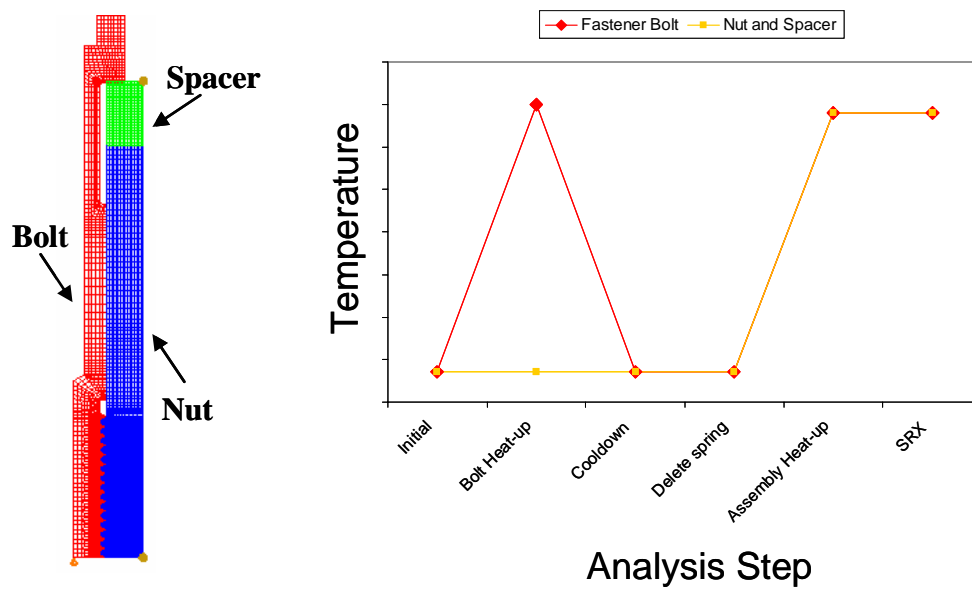 Spacer
Bolt
Nut
Fastener Bolt
Nut and Spacer
Temperature
Initial
Bolt Heat-up
Cooldown
Delete spring
Assembly Heat-up
SRX
Analysis Step